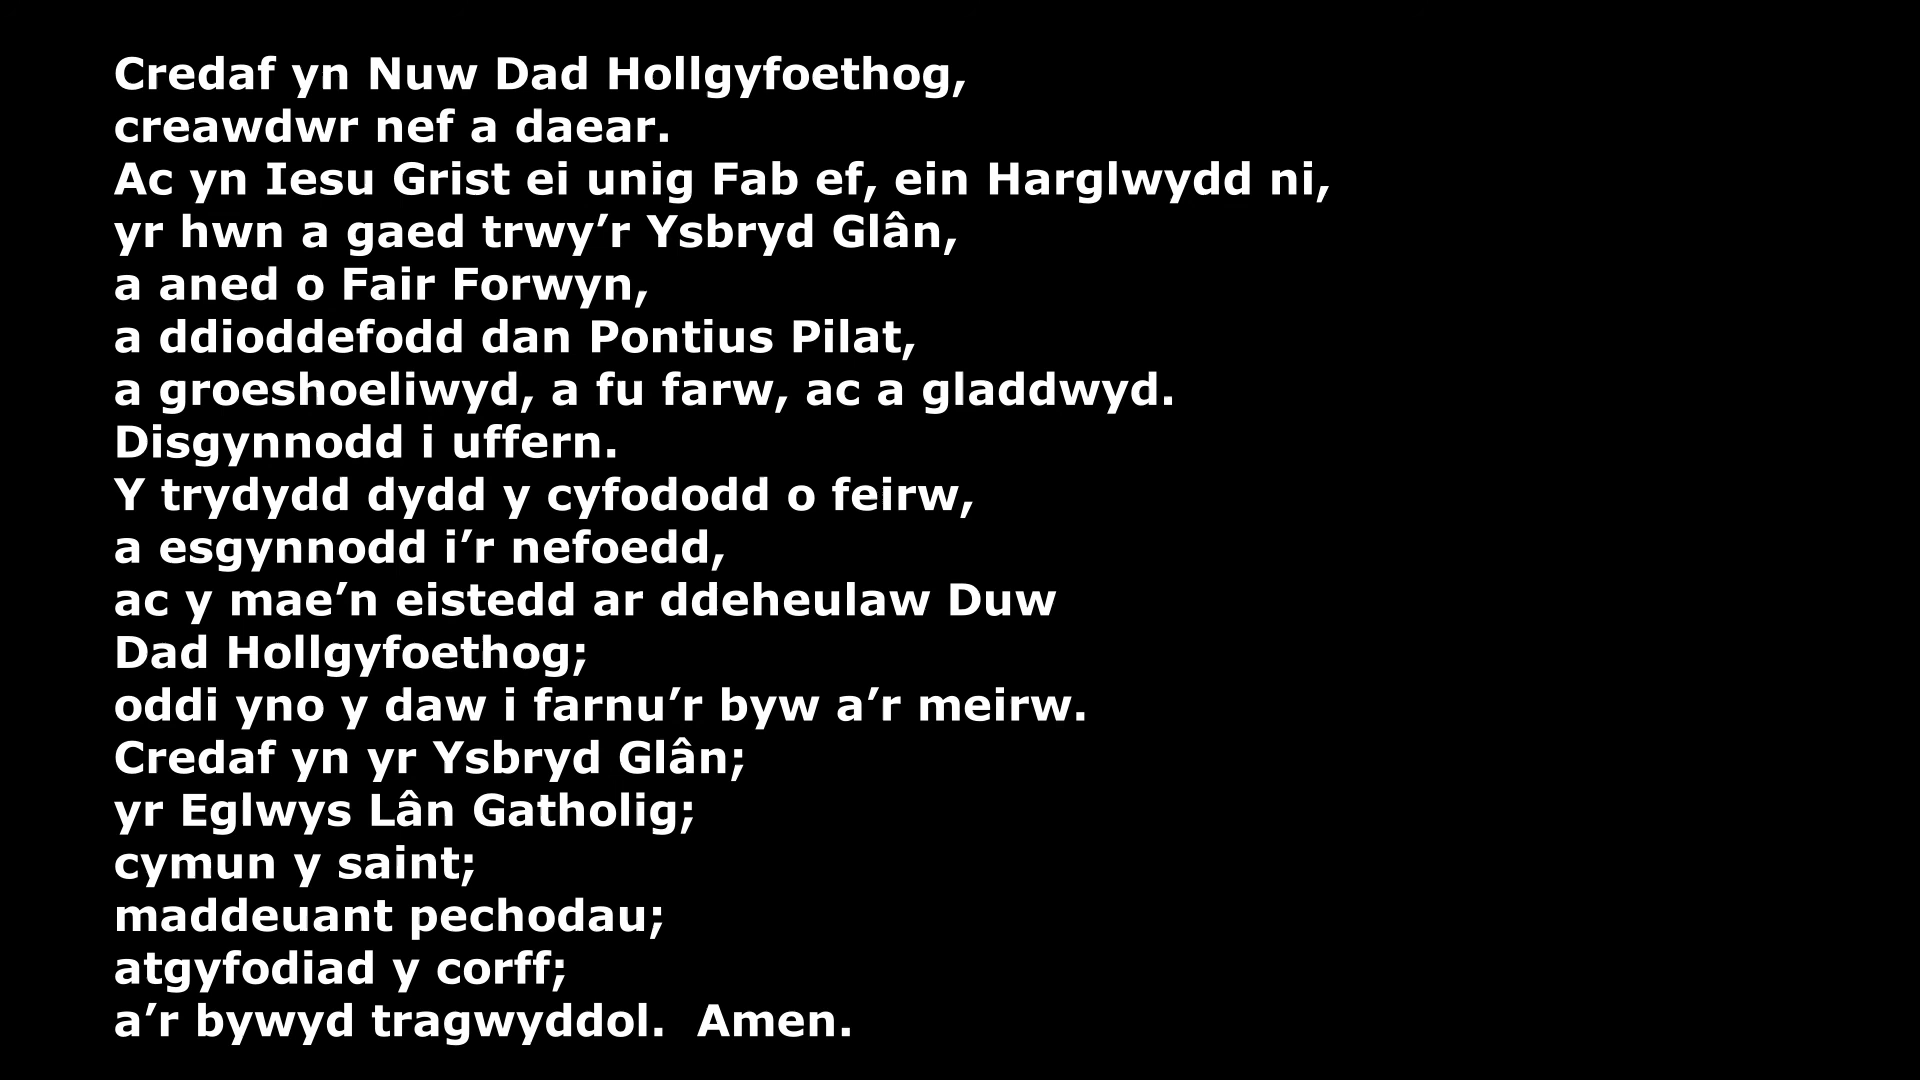 Credaf yn Nuw Dad Hollgyfoethog,
creawdwr nef a daear.
Ac yn Iesu Grist ei unig Fab ef, ein Harglwydd ni,
yr hwn a gaed trwy’r Ysbryd Glân,
a aned o Fair Forwyn,
a ddioddefodd dan Pontius Pilat,
a groeshoeliwyd, a fu farw, ac a gladdwyd.
Disgynnodd i uffern.
Y trydydd dydd y cyfododd o feirw,
a esgynnodd i’r nefoedd,
ac y mae’n eistedd ar ddeheulaw Duw
Dad Hollgyfoethog;
oddi yno y daw i farnu’r byw a’r meirw.
Credaf yn yr Ysbryd Glân;
yr Eglwys Lân Gatholig;
cymun y saint;
maddeuant pechodau;
atgyfodiad y corff;
a’r bywyd tragwyddol.  Amen.